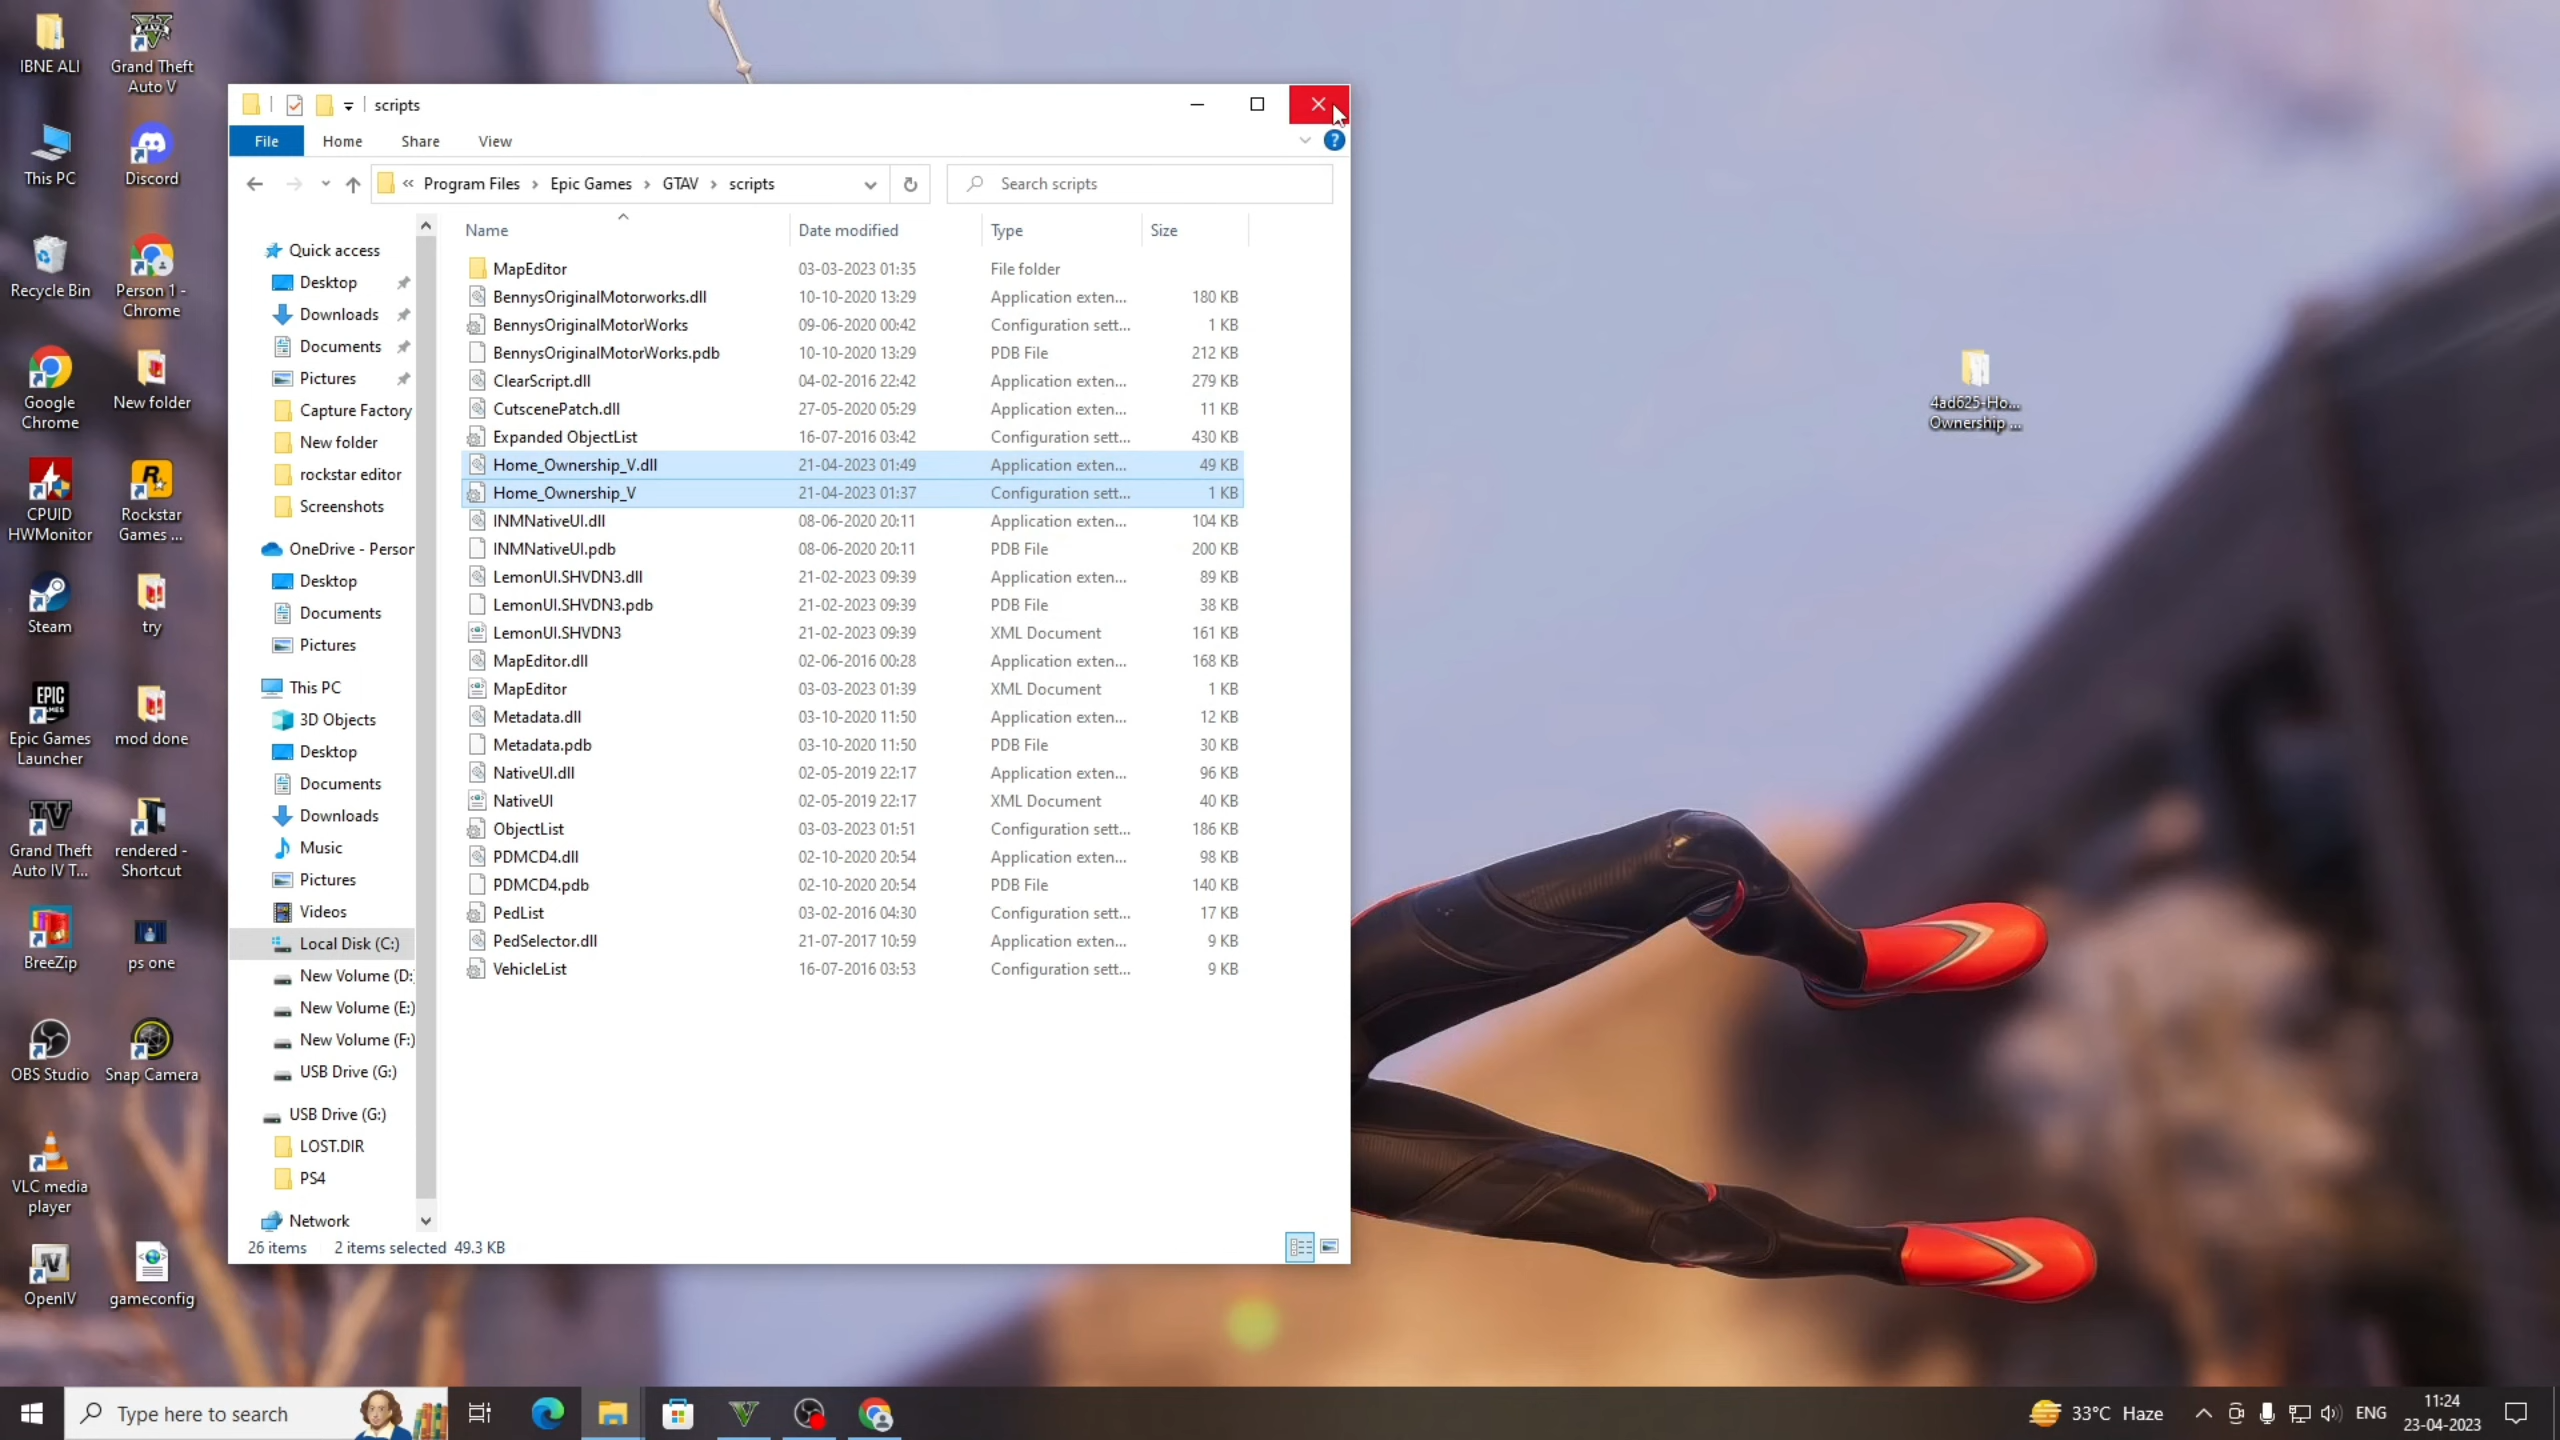 IBNE ALI
Grand Theft
Auto V
This PC
Discord
Recycle Bin
Person 1 -
Chrome
Google
Chrome
New folder
CPUID
HWMonitor
Rockstar
Games ...
Steam
try
Epic Games
Launcher
mod done
Grand Theft
Auto IV T...
rendered -
Shortcut
BreeZip
ps one
OBS Studio
Snap Camera
VLC media
player
OpenIV
gameconfig
scripts
File
Home
Share
View
« Program Files › Epic Games › GTAV › scripts
Search scripts
Quick access
Desktop
Downloads
Documents
Pictures
Capture Factory
New folder
rockstar editor
Screenshots
OneDrive - Person
Desktop
Documents
Pictures
This PC
3D Objects
Desktop
Documents
Downloads
Music
Pictures
Videos
Local Disk (C:)
New Volume (D:)
New Volume (E:)
New Volume (F:)
USB Drive (G:)
USB Drive (G:)
LOST.DIR
PS4
Network
Name Date modified Type Size
MapEditor 03-03-2023 01:35 File folder
BennysOriginalMotorworks.dll 10-10-2020 13:29 Application exten... 180 KB
BennysOriginalMotorWorks 09-06-2020 00:42 Configuration sett... 1 KB
BennysOriginalMotorWorks.pdb 10-10-2020 13:29 PDB File 212 KB
ClearScript.dll 04-02-2016 22:42 Application exten... 279 KB
CutscenePatch.dll 27-05-2020 05:29 Application exten... 11 KB
Expanded ObjectList 16-07-2016 03:42 Configuration sett... 430 KB
Home_Ownership_V.dll 21-04-2023 01:49 Application exten... 49 KB
Home_Ownership_V 21-04-2023 01:37 Configuration sett... 1 KB
INMNativeUI.dll 08-06-2020 20:11 Application exten... 104 KB
INMNativeUI.pdb 08-06-2020 20:11 PDB File 200 KB
LemonUI.SHVDN3.dll 21-02-2023 09:39 Application exten... 89 KB
LemonUI.SHVDN3.pdb 21-02-2023 09:39 PDB File 38 KB
LemonUI.SHVDN3 21-02-2023 09:39 XML Document 161 KB
MapEditor.dll 02-06-2016 00:28 Application exten... 168 KB
MapEditor 03-03-2023 01:39 XML Document 1 KB
Metadata.dll 03-10-2020 11:50 Application exten... 12 KB
Metadata.pdb 03-10-2020 11:50 PDB File 30 KB
NativeUI.dll 02-05-2019 22:17 Application exten... 96 KB
NativeUI 02-05-2019 22:17 XML Document 40 KB
ObjectList 03-03-2023 01:51 Configuration sett... 186 KB
PDMCD4.dll 02-10-2020 20:54 Application exten... 98 KB
PDMCD4.pdb 02-10-2020 20:54 PDB File 140 KB
PedList 03-02-2016 04:30 Configuration sett... 17 KB
PedSelector.dll 21-07-2017 10:59 Application exten... 9 KB
VehicleList 16-07-2016 03:53 Configuration sett... 9 KB
26 items 2 items selected 49.3 KB
4ad625-Ho...
Ownership ...
Type here to search
33°C Haze
ENG
11:24
23-04-2023